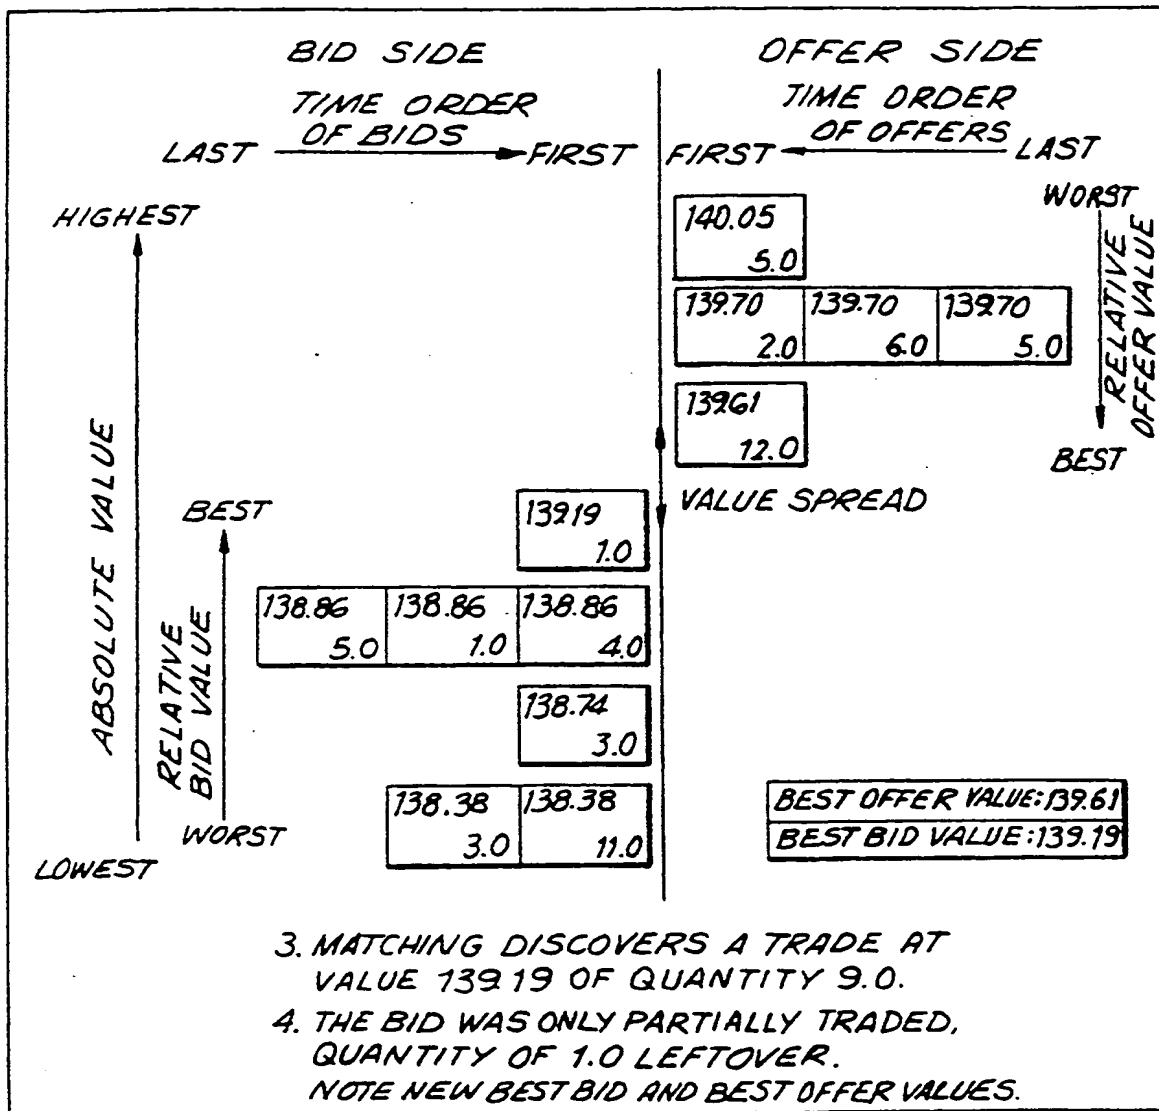 BID SIDE
OFFER SIDE
TIME ORDER
OF BIDS
TIME ORDER
OF OFFERS
LAST
FIRST
FIRST
LAST
HIGHEST
WORST
140.05
5.0
139.70
2.0
139.70
6.0
139.70
5.0
RELATIVE
OFFER VALUE
139.61
12.0
BEST
VALUE SPREAD
ABSOLUTE VALUE
BEST
139.19
1.0
RELATIVE
BID VALUE
138.86
5.0
138.86
1.0
138.86
4.0
138.74
3.0
138.38
3.0
138.38
11.0
WORST
LOWEST
BEST OFFER VALUE:139.61
BEST BID VALUE:139.19
3. MATCHING DISCOVERS A TRADE AT
VALUE 139.19 OF QUANTITY 9.0.
4. THE BID WAS ONLY PARTIALLY TRADED,
QUANTITY OF 1.0 LEFTOVER.
NOTE NEW BEST BID AND BEST OFFER VALUES.